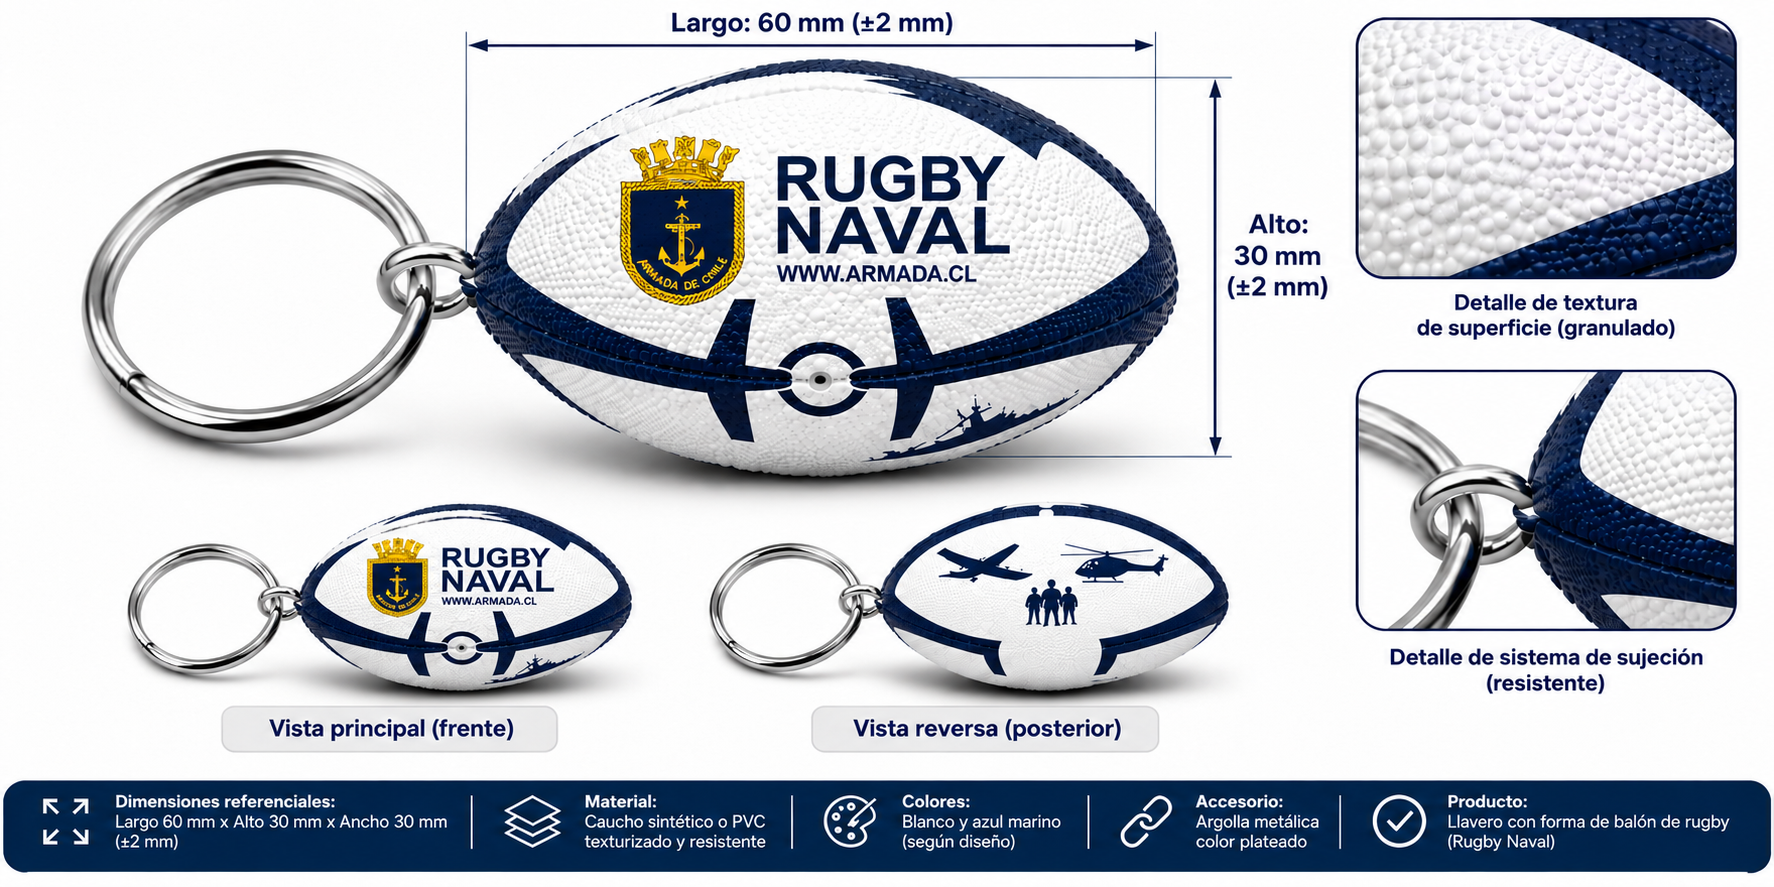 Largo: 60 mm (±2 mm)
RUGBY
NAVAL
WWW.ARMADA.CL
ARMADA DE CHILE
Alto:
30 mm
(±2 mm)
Detalle de textura
de superficie (granulado)
Detalle de sistema de sujeción
(resistente)
RUGBY
NAVAL
WWW.ARMADA.CL
Vista principal (frente)
Vista reversa (posterior)
Dimensiones referenciales:
Largo 60 mm x Alto 30 mm x Ancho 30 mm
(±2 mm)
Material:
Caucho sintético o PVC
texturizado y resistente
Colores:
Blanco y azul marino
(según diseño)
Accesorio:
Argolla metálica
color plateado
Producto:
Llavero con forma de balón de rugby
(Rugby Naval)